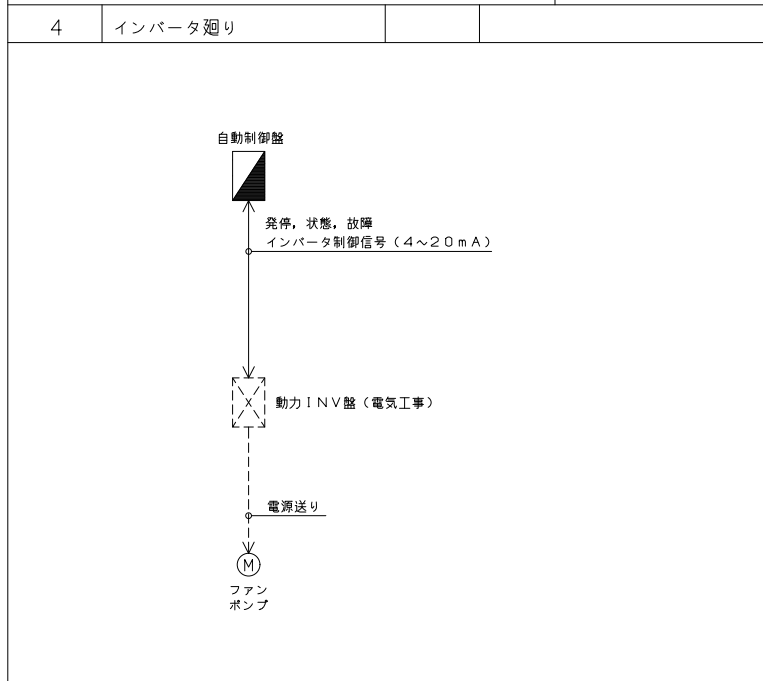 4 インバータ廻り
自動制御盤
発停，状態，故障
インバータ制御信号（４～２０ｍＡ）
動力ＩＮＶ盤（電気工事）
電源送り
M
ファン
ポンプ